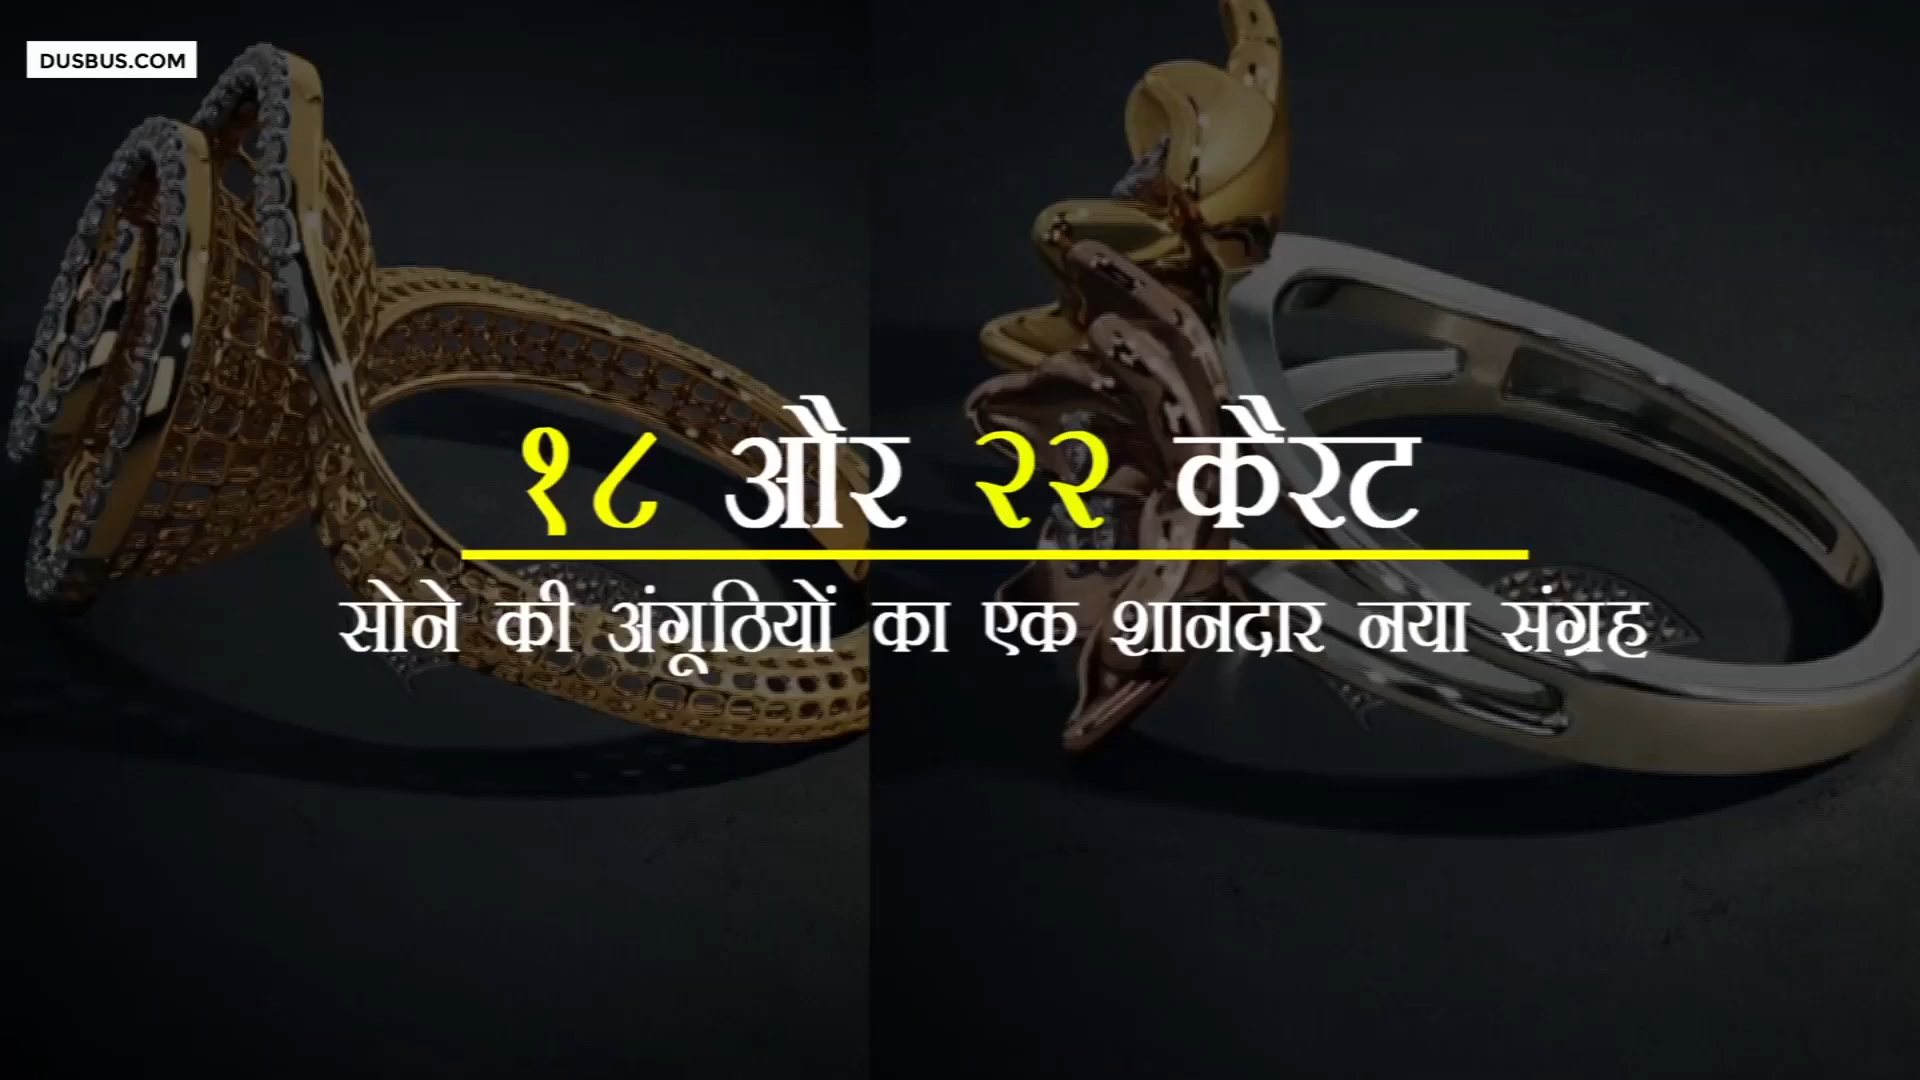 DUSBUS.COM
१८ और २२ कैरट
सोने की अंगूठियों का एक शानदार नया संग्रह